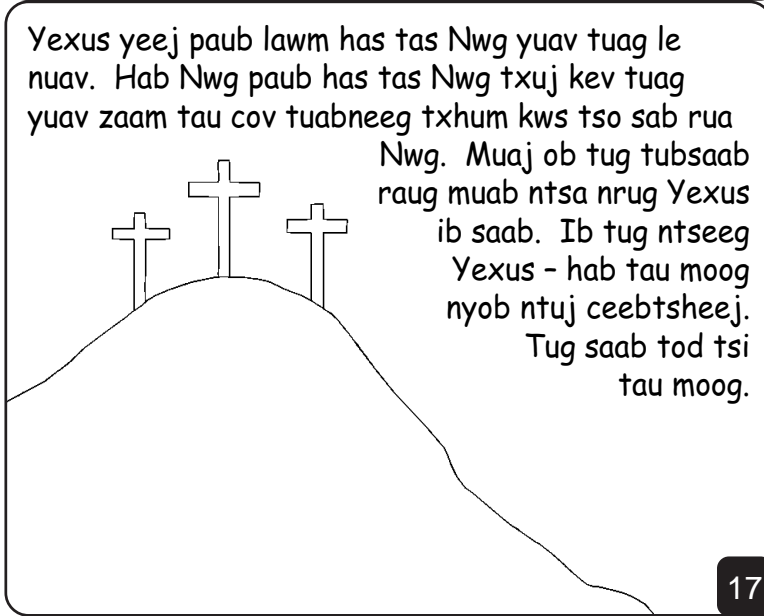 Yexus yeej paub lawm has tas Nwg yuav tuag le
nuav. Hab Nwg paub has tas Nwg txuj kev tuag
yuav zaam tau cov tuabneeg txhum kws tso sab rua
Nwg. Muaj ob tug tubsaab
raug muab ntsa nrug Yexus
ib saab. Ib tug ntseeg
Yexus – hab tau moog
nyob ntuj ceebtsheej.
Tug saab tod tsi
tau moog.
17